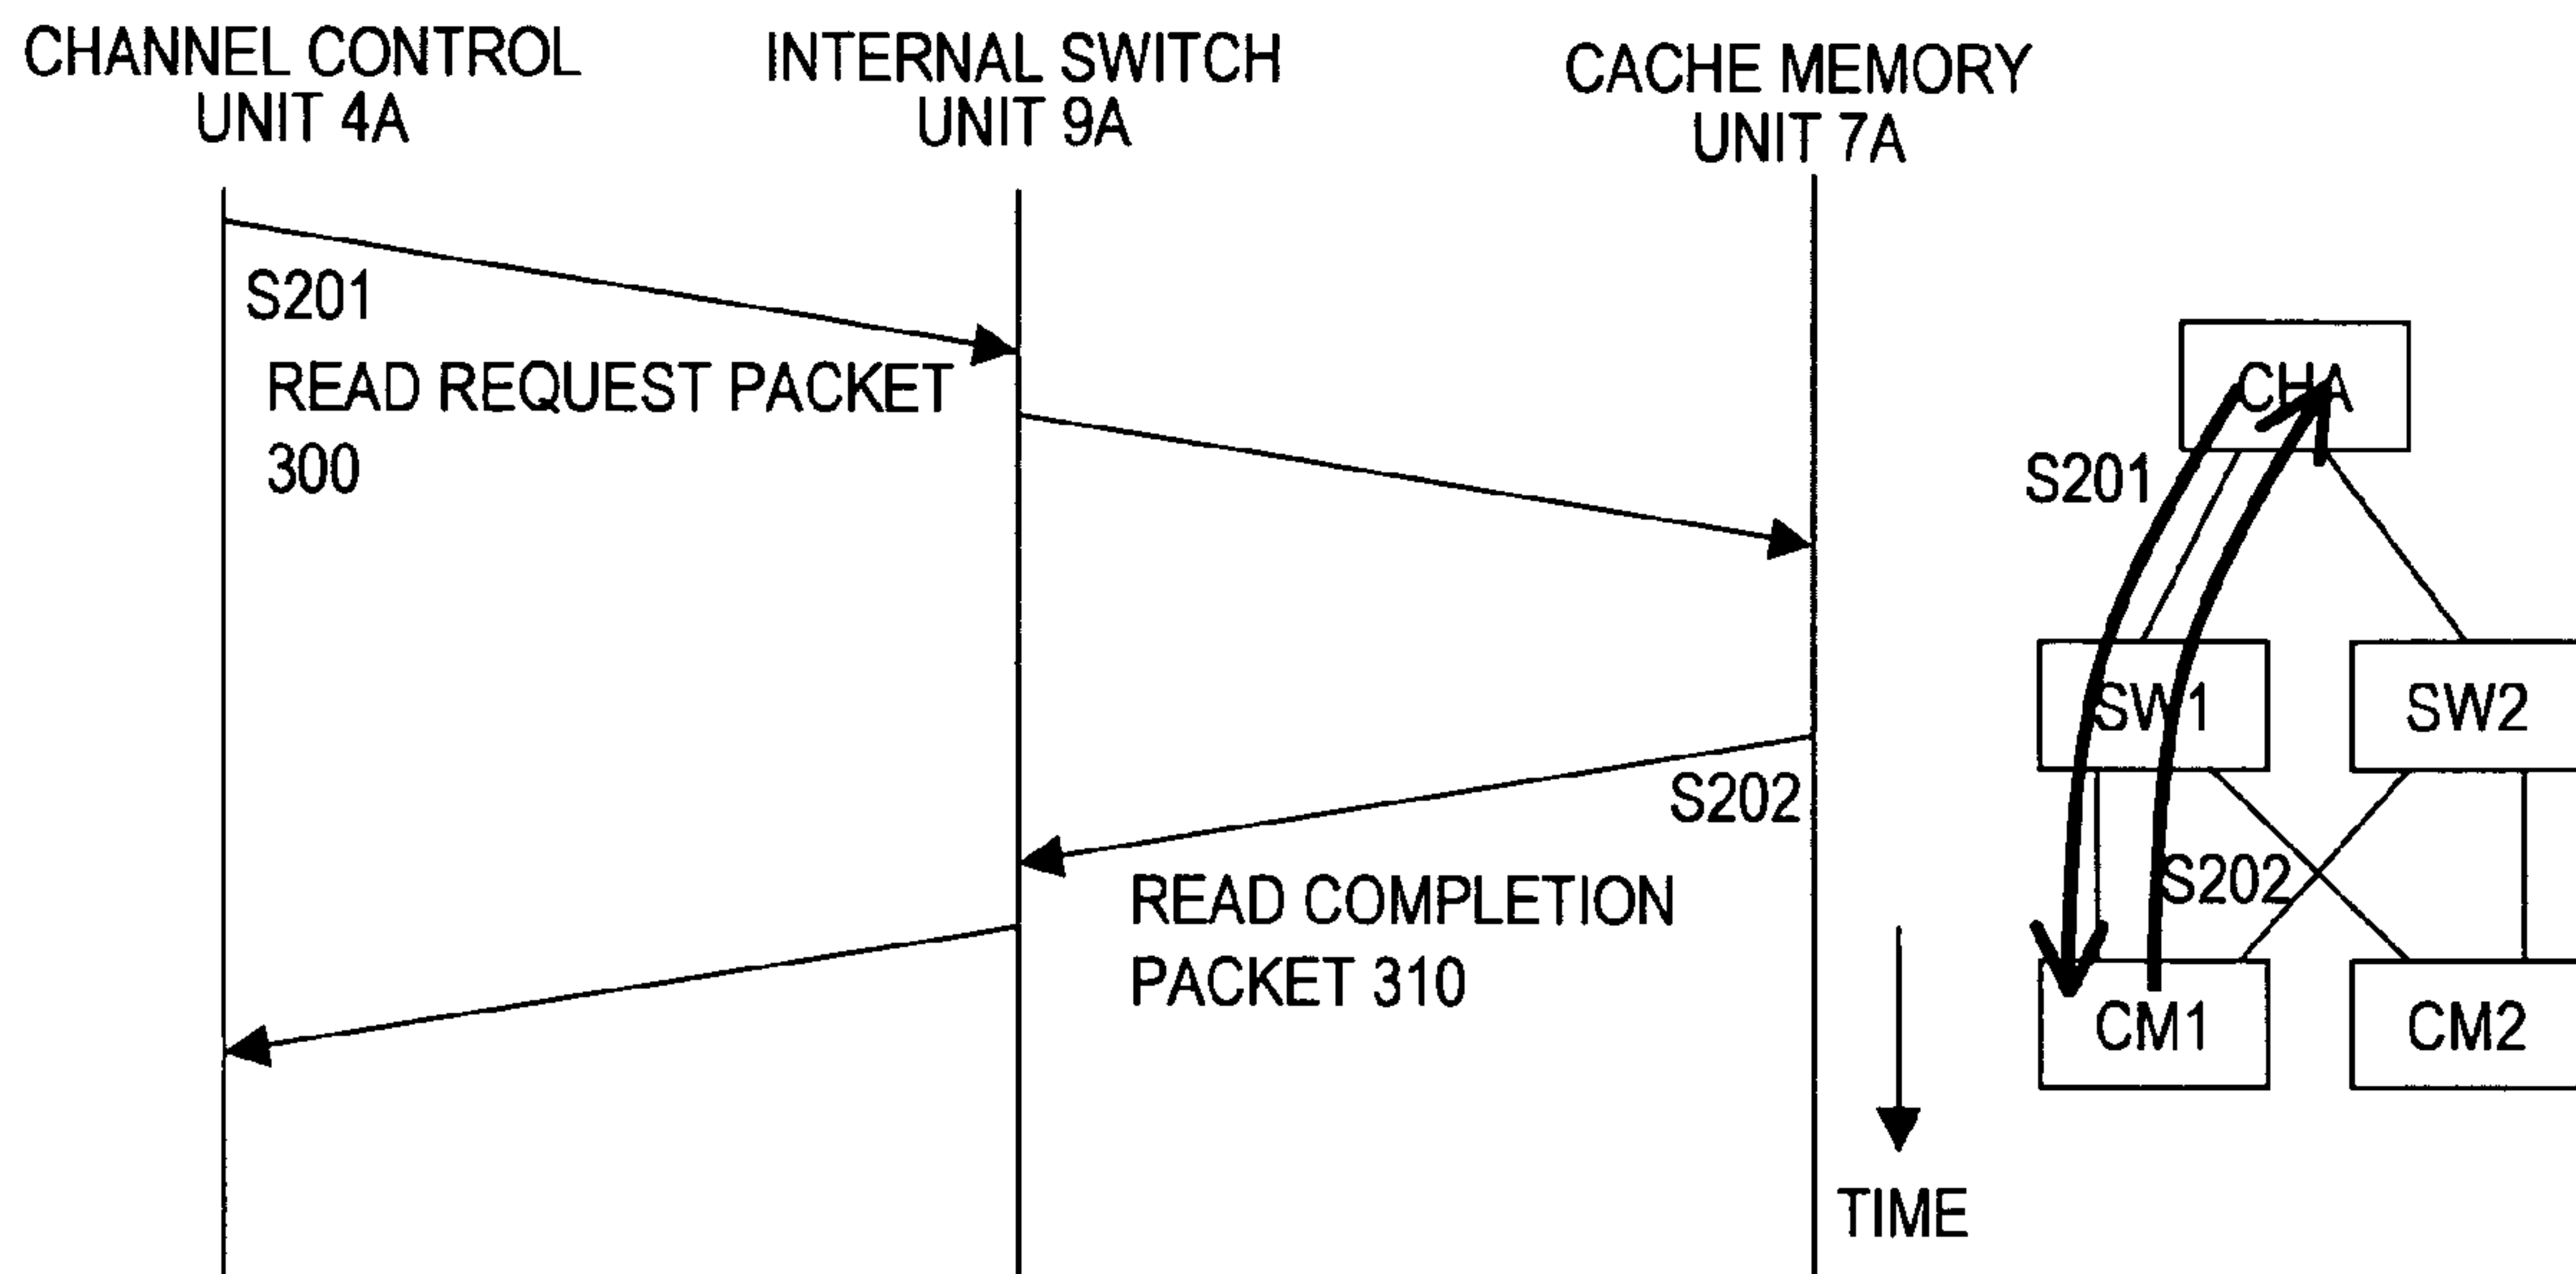 CHANNEL CONTROL
UNIT 4A
INTERNAL SWITCH
UNIT 9A
CACHE MEMORY
UNIT 7A
S201
READ REQUEST PACKET
300
S202
READ COMPLETION
PACKET 310
TIME
CHA
S201
SW1
SW2
S202
CM1
CM2